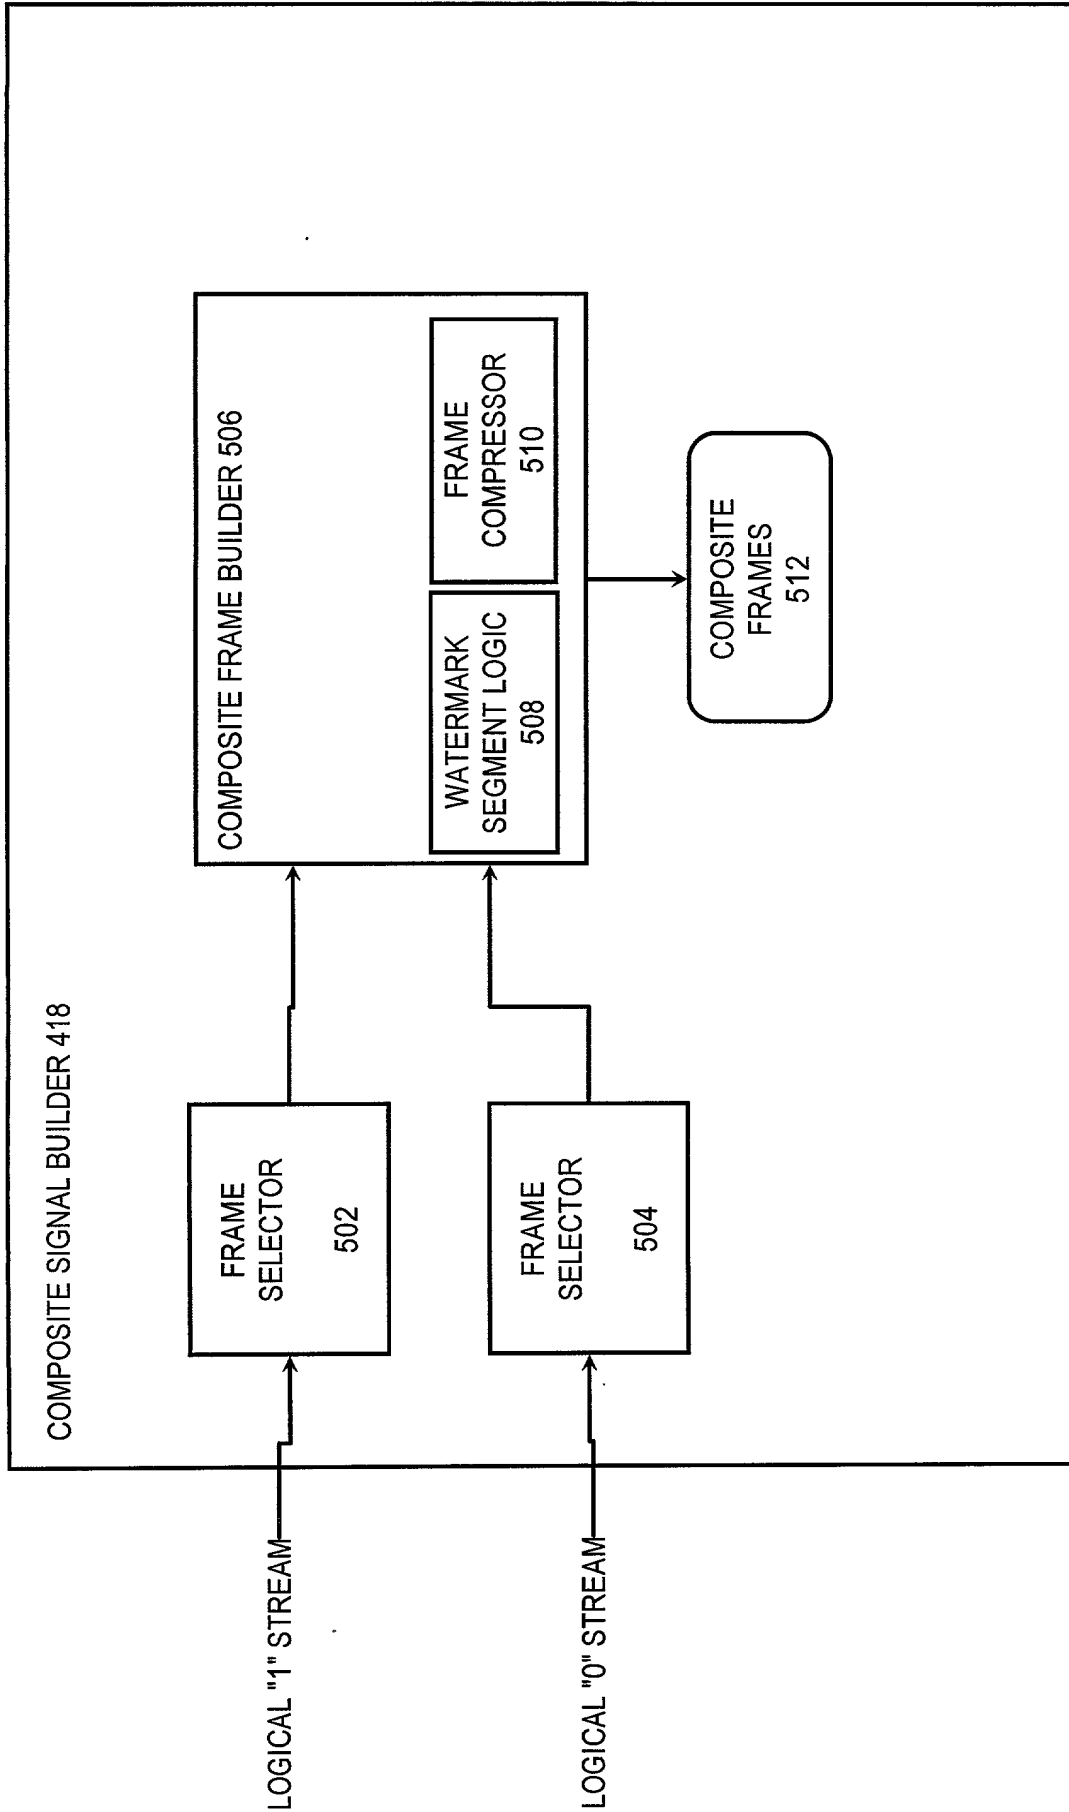 COMPOSITE SIGNAL BUILDER 418
LOGICAL "1" STREAM
FRAME
SELECTOR
502
LOGICAL "0" STREAM
FRAME
SELECTOR
504
COMPOSITE FRAME BUILDER 506
WATERMARK
SEGMENT LOGIC
508
FRAME
COMPRESSOR
510
COMPOSITE
FRAMES
512